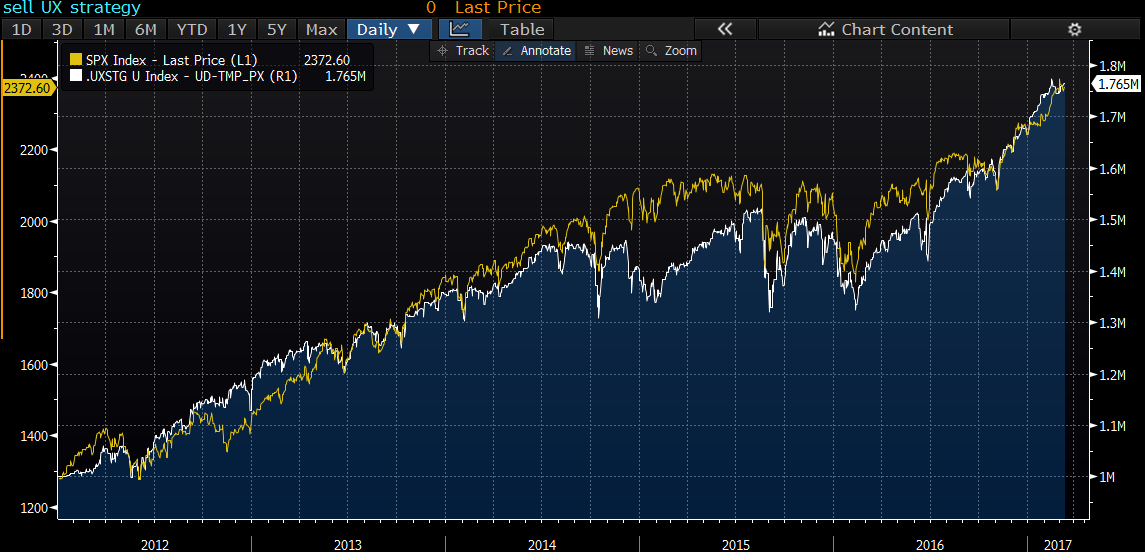 sell UX strategy 0 Last Price
1D 3D 1M 6M YTD 1Y 5Y Max Daily ▼ Table « Chart Content
Track Annotate News Zoom
SPX Index - Last Price (L1) 2372.60
.UXSTG U Index - UD-TMP_PX (R1) 1.765M
2400 1.8M
2372.60 1.765M
1.7M
2200 1.6M
2000 1.5M
1.4M
1800
1.3M
1600 1.2M
1400 1.1M
1M
1200
2012 2013 2014 2015 2016 2017